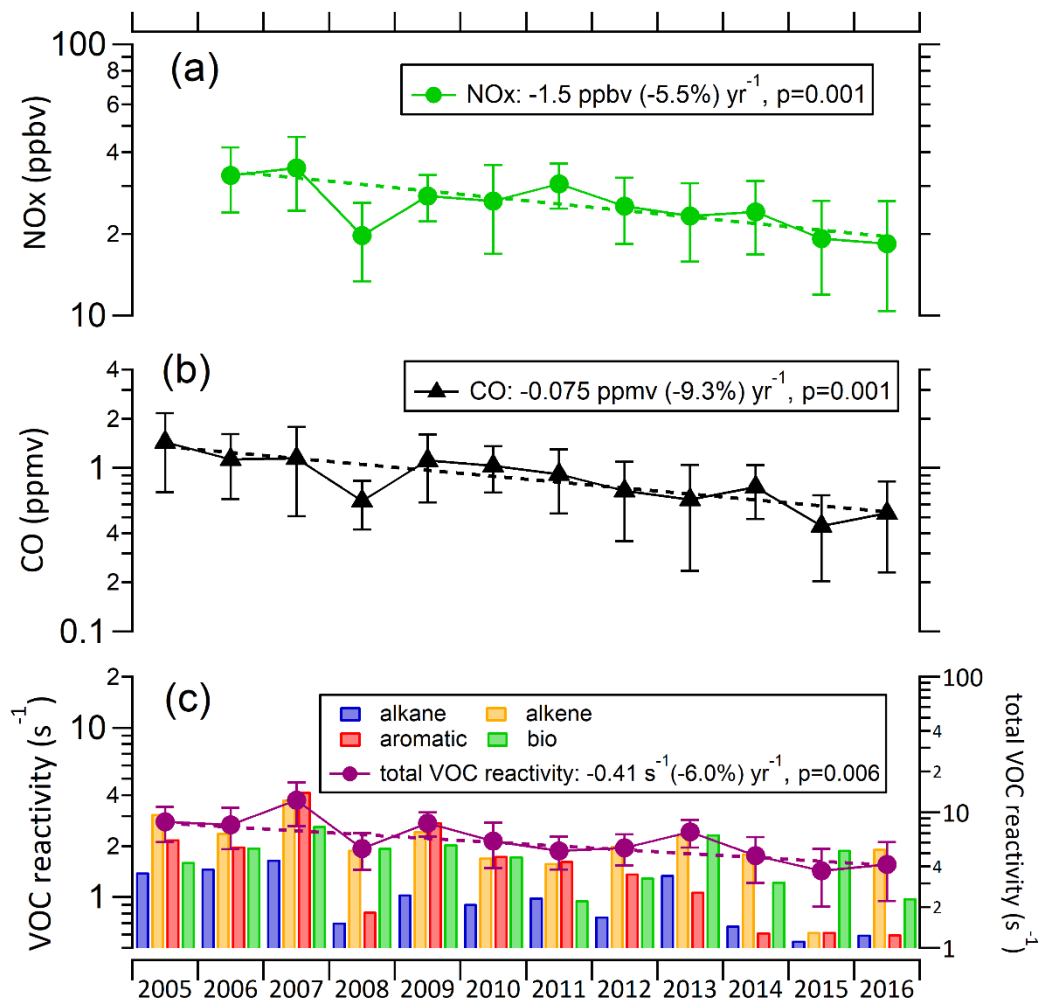 (a)
NOx: -1.5 ppbv (-5.5%) yr⁻¹, p=0.001
NOx (ppbv)
100
8
6
4
2
10
(b)
CO: -0.075 ppmv (-9.3%) yr⁻¹, p=0.001
CO (ppmv)
4
2
1
4
2
0.1
(c)
alkane
alkene
aromatic
bio
total VOC reactivity: -0.41 s⁻¹(-6.0%) yr⁻¹, p=0.006
VOC reactivity (s⁻¹)
2
10
4
2
1
total VOC reactivity (s⁻¹)
100
4
2
10
4
2
1
2005 2006 2007 2008 2009 2010 2011 2012 2013 2014 2015 2016